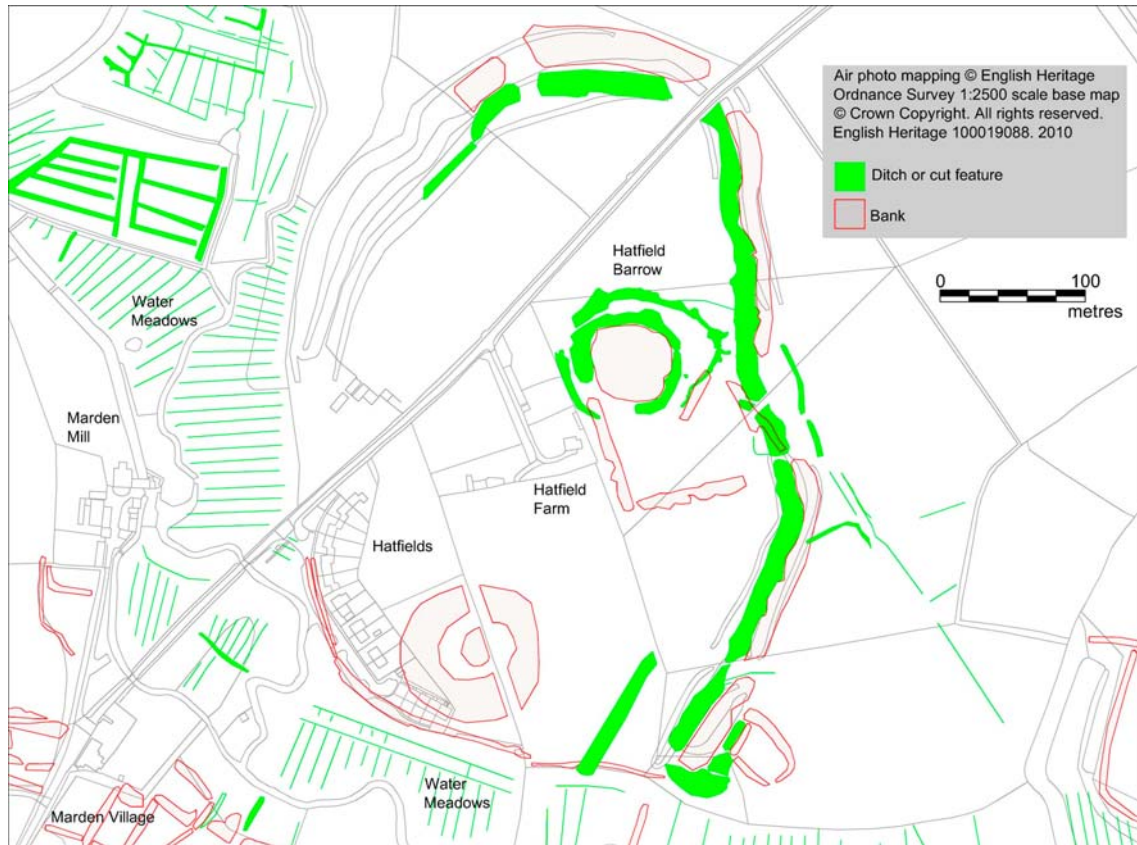 Air photo mapping © English Heritage
Ordnance Survey 1:2500 scale base map
© Crown Copyright. All rights reserved.
English Heritage 100019088. 2010
Ditch or cut feature
Bank
0 100
metres
Hatfield
Barrow
Water
Meadows
Marden
Mill
Hatfield
Farm
Hatfields
Water
Meadows
Marden Village